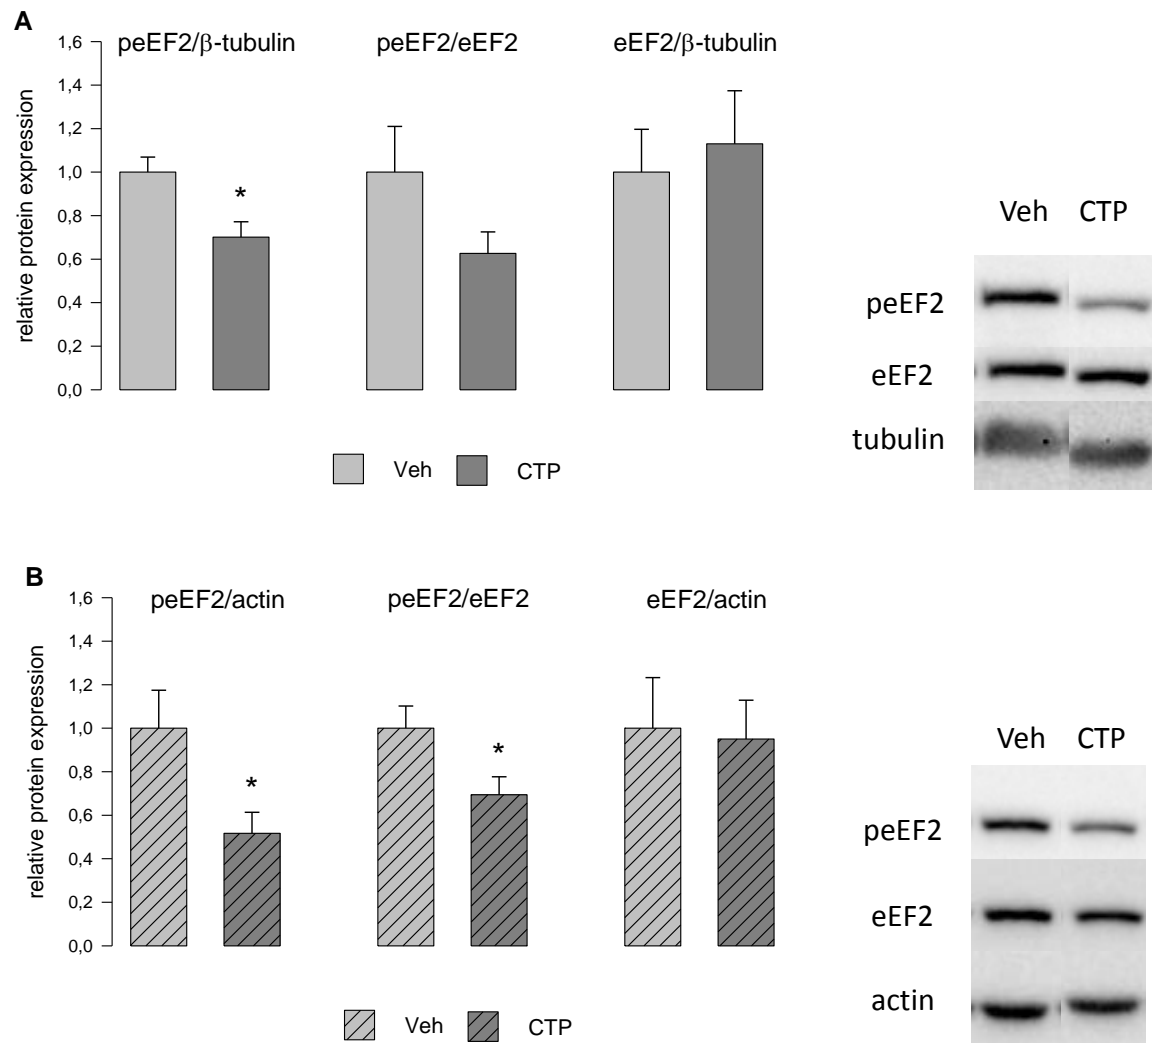 A
peEF2/β-tubulin peEF2/eEF2 eEF2/β-tubulin
relative protein expression
1,6
1,4
1,2
1,0
0,8
0,6
0,4
0,2
0,0
*
Veh CTP
Veh CTP
peEF2
eEF2
tubulin
B
peEF2/actin peEF2/eEF2 eEF2/actin
relative protein expression
1,6
1,4
1,2
1,0
0,8
0,6
0,4
0,2
0,0
* *
Veh CTP
Veh CTP
peEF2
eEF2
actin